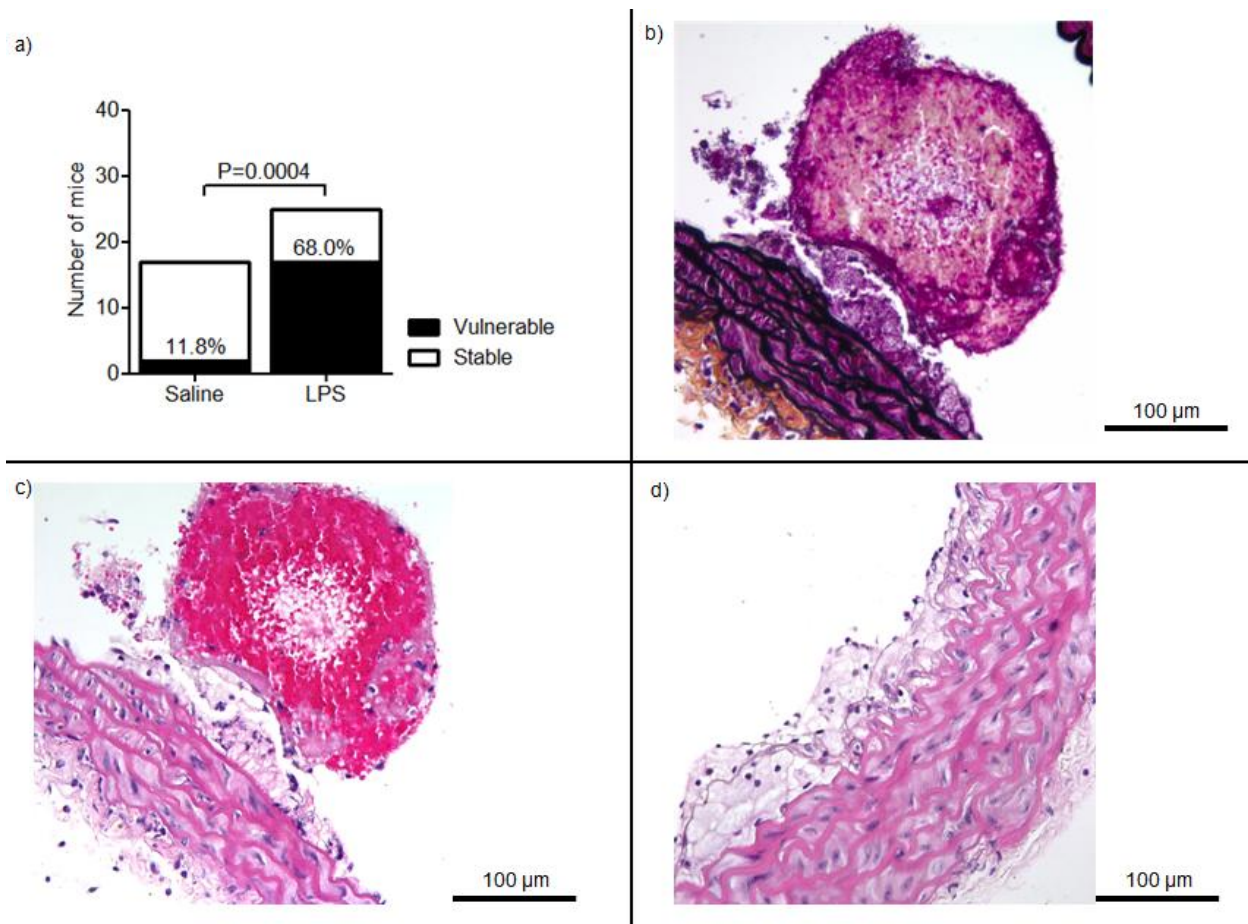 a)
40
30
20
10
0
Number of mice
P=0.0004
11.8%
68.0%
Saline
LPS
Vulnerable
Stable
b)
100 µm
c)
100 µm
d)
100 µm